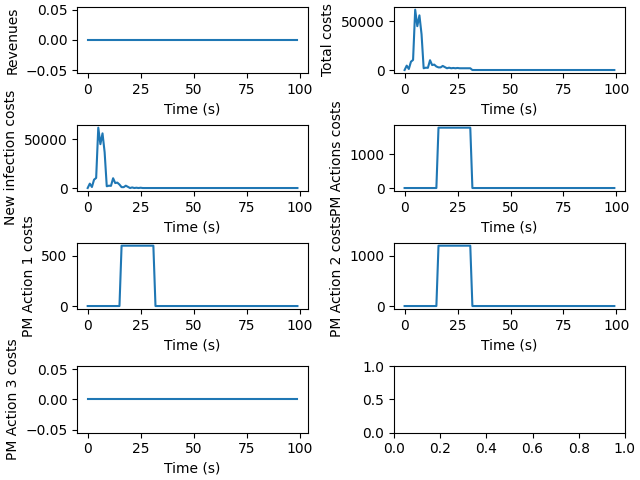 Revenues
0.05
0.00
−0.05
0 25 50 75 100
Time (s)
Total costs
50000
0
0 25 50 75 100
Time (s)
New infection costs
50000
0
0 25 50 75 100
Time (s)
PM Actions costs
1000
0
0 25 50 75 100
Time (s)
PM Action 1 costs
500
0
0 25 50 75 100
Time (s)
PM Action 2 costs
1000
0
0 25 50 75 100
Time (s)
PM Action 3 costs
0.05
0.00
−0.05
0 25 50 75 100
Time (s)
1.0
0.5
0.0
0.0 0.2 0.4 0.6 0.8 1.0